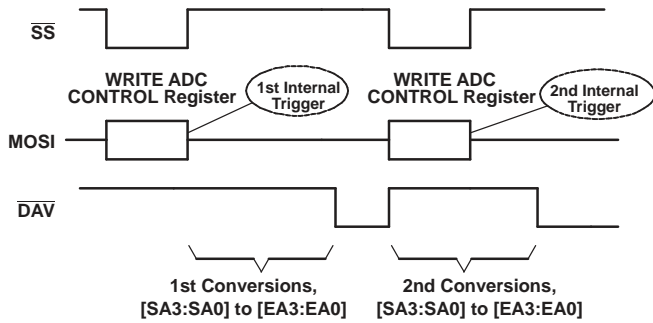 SS
WRITE ADC
CONTROL Register
1st Internal
Trigger
WRITE ADC
CONTROL Register
2nd Internal
Trigger
MOSI
DAV
1st Conversions,
[SA3:SA0] to [EA3:EA0]
2nd Conversions,
[SA3:SA0] to [EA3:EA0]